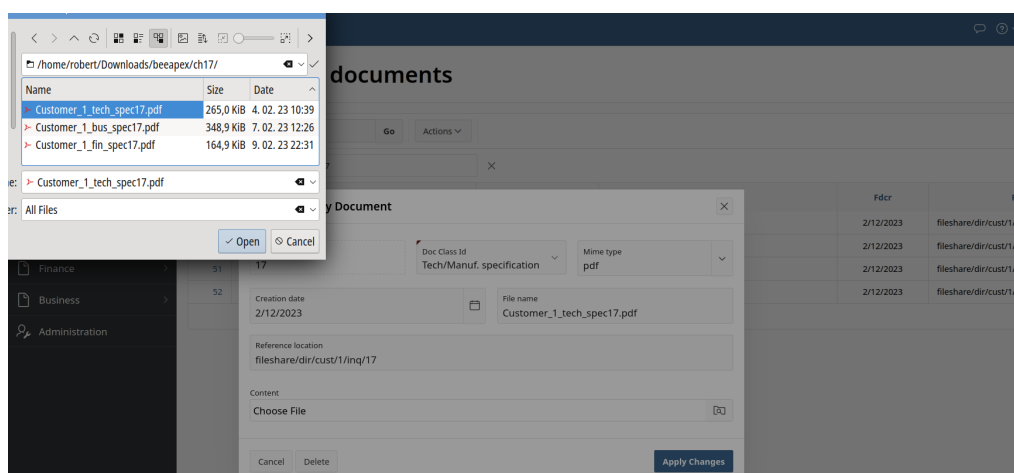 /home/robert/Downloads/beeapex/ch17/
Name Size Date
Customer_1_tech_spec17.pdf 265,0 KiB 4. 02. 23 10:39
Customer_1_bus_spec17.pdf 348,9 KiB 7. 02. 23 12:26
Customer_1_fin_spec17.pdf 164,9 KiB 9. 02. 23 22:31
e: Customer_1_tech_spec17.pdf
er: All Files
Open Cancel
documents
Go Actions
y Document
Fdcr
2/12/2023 fileshare/dir/cust/1/
2/12/2023 fileshare/dir/cust/1/
2/12/2023 fileshare/dir/cust/1/
2/12/2023 fileshare/dir/cust/1/
Finance
Business
Administration
51
52
17
Doc Class Id
Tech/Manuf. specification
Mime type
pdf
Creation date
2/12/2023
File name
Customer_1_tech_spec17.pdf
Reference location
fileshare/dir/cust/1/inq/17
Content
Choose File
Cancel Delete Apply Changes